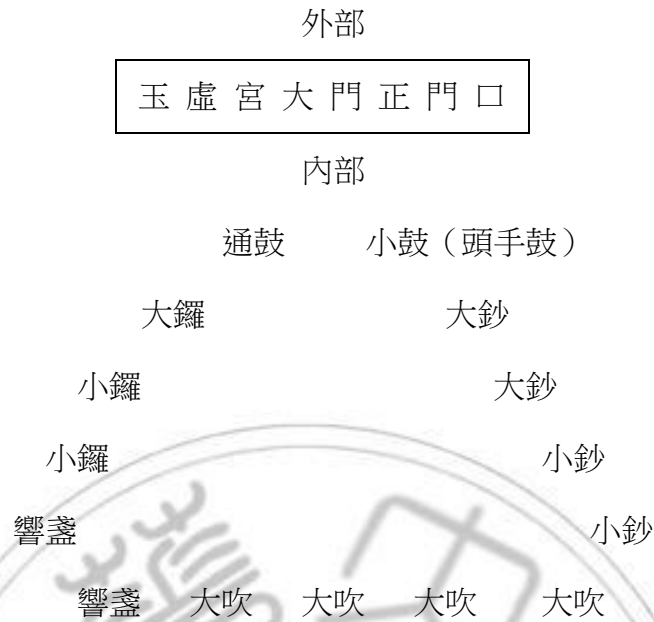 外部
玉虛宮大門正門口
內部
通鼓 小鼓（頭手鼓）
大鑼 大鈔
小鑼 大鈔
小鑼 小鈔
響盞 小鈔
響盞 大吹 大吹 大吹 大吹